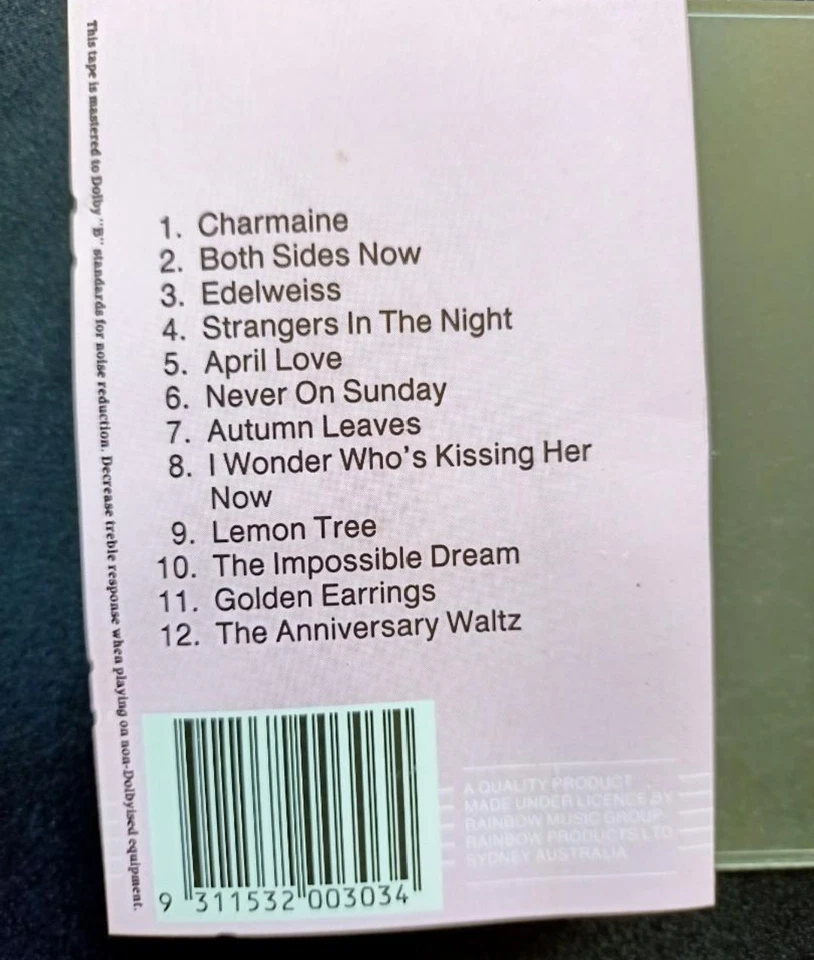 This tape is mastered to Dolby "B" standards for noise reduction. Decrease treble response when playing on non-Dolbyised equipment.
1. Charmaine
2. Both Sides Now
3. Edelweiss
4. Strangers In The Night
5. April Love
6. Never On Sunday
7. Autumn Leaves
8. I Wonder Who's Kissing Her
Now
9. Lemon Tree
10. The Impossible Dream
11. Golden Earrings
12. The Anniversary Waltz
9 311532 003034
A QUALITY PRODUCT
MADE UNDER LICENCE BY
RAINBOW MUSIC GROUP
RAINBOW PRODUCTS LTD
SYDNEY AUSTRALIA